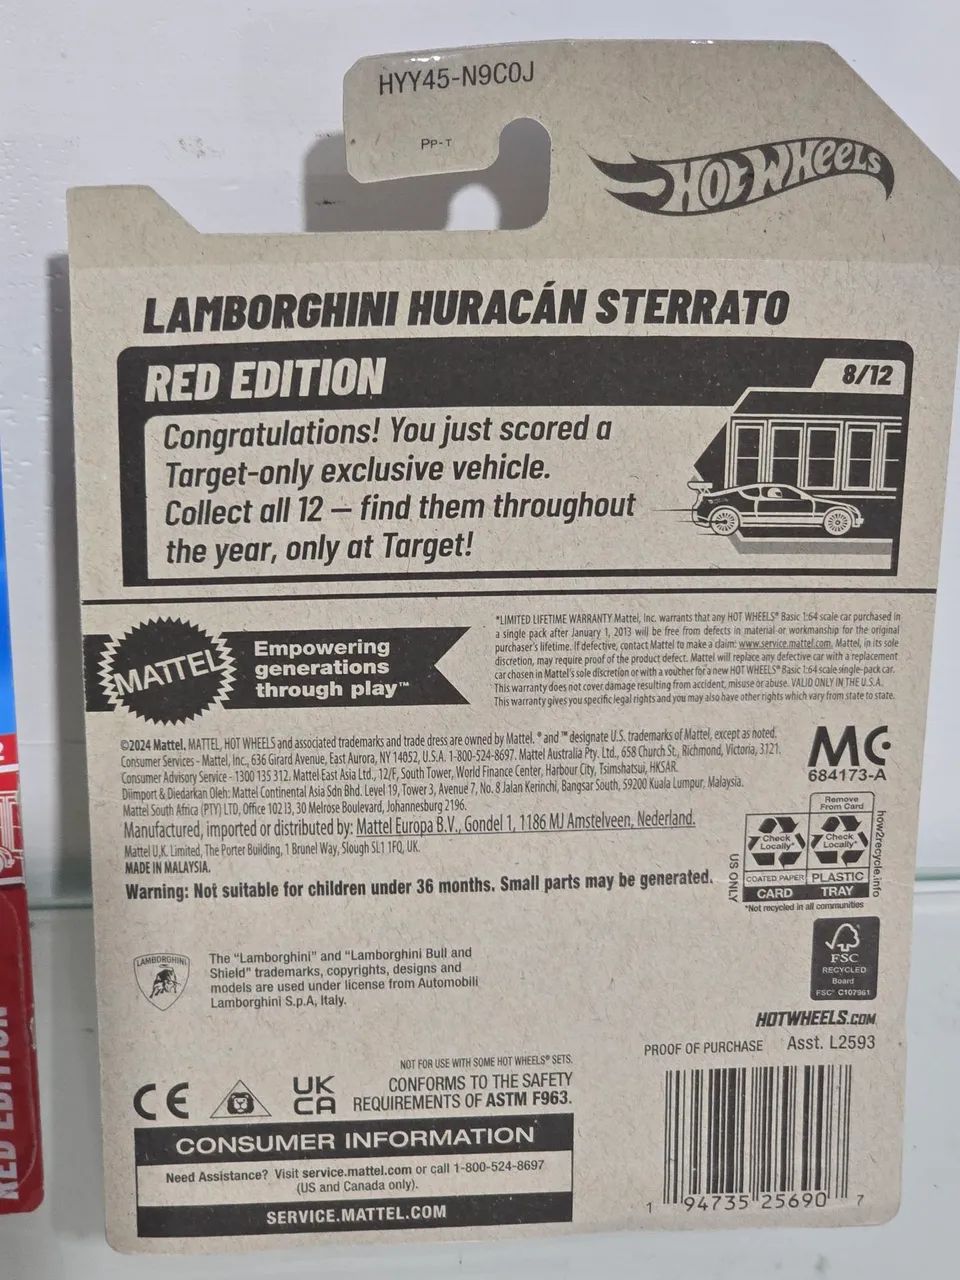 HYY45-N9C0J
PP-T
HOT WHEELS
LAMBORGHINI HURACÁN STERRATO
RED EDITION
8/12
Congratulations! You just scored a
Target-only exclusive vehicle.
Collect all 12 – find them throughout
the year, only at Target!
MATTEL
Empowering
generations
through play™
*LIMITED LIFETIME WARRANTY Mattel, Inc. warrants that any HOT WHEELS® Basic 1:64 scale car purchased in
a single pack after January 1, 2013 will be free from defects in material or workmanship for the original
purchaser's lifetime. If defective, contact Mattel to make a claim: www.service.mattel.com. Mattel, in its sole
discretion, may require proof of the product defect. Mattel will replace any defective car with a replacement
car chosen in Mattel's sole discretion or with a voucher for a new HOT WHEELS® Basic 1:64 scale single-pack car.
This warranty does not cover damage resulting from accident, misuse or abuse. VALID ONLY IN THE U.S.A.
This warranty gives you specific legal rights and you may also have other rights which vary from state to state.
©2024 Mattel. MATTEL, HOT WHEELS and associated trademarks and trade dress are owned by Mattel. ® and ™ designate U.S. trademarks of Mattel, except as noted.
Consumer Services - Mattel, Inc., 636 Girard Avenue, East Aurora, NY 14052, U.S.A. 1-800-524-8697. Mattel Australia Pty. Ltd., 658 Church St., Richmond, Victoria, 3121.
Consumer Advisory Service - 1300 135 312. Mattel East Asia Ltd., 12/F, South Tower, World Finance Center, Harbour City, Tsimshatsui, HKSAR.
Diimport & Diedarkan Oleh: Mattel Continental Asia Sdn Bhd. Level 19, Tower 3, Avenue 7, No. 8 Jalan Kerinchi, Bangsar South, 59200 Kuala Lumpur, Malaysia.
Mattel South Africa (PTY) LTD, Office 102 I3, 30 Melrose Boulevard, Johannesburg 2196.
Manufactured, imported or distributed by: Mattel Europa B.V., Gondel 1, 1186 MJ Amstelveen, Nederland.
Mattel U.K. Limited, The Porter Building, 1 Brunel Way, Slough SL1 1FQ, UK.
MADE IN MALAYSIA.
Warning: Not suitable for children under 36 months. Small parts may be generated.
MC
684173-A
Remove
From Card
Check
Locally*
Check
Locally*
COATED PAPER
PLASTIC
CARD
TRAY
US ONLY
how2recycle.info
*Not recycled in all communities
LAMBORGHINI
The "Lamborghini" and "Lamborghini Bull and
Shield" trademarks, copyrights, designs and
models are used under license from Automobili
Lamborghini S.p.A, Italy.
FSC
RECYCLED
Board
FSC® C107961
HOTWHEELS.COM
PROOF OF PURCHASE
Asst. L2593
NOT FOR USE WITH SOME HOT WHEELS® SETS.
CE
UK
CA
CONFORMS TO THE SAFETY
REQUIREMENTS OF ASTM F963.
CONSUMER INFORMATION
Need Assistance? Visit service.mattel.com or call 1-800-524-8697
(US and Canada only).
SERVICE.MATTEL.COM
1 94735 25690 7
RED EDITION